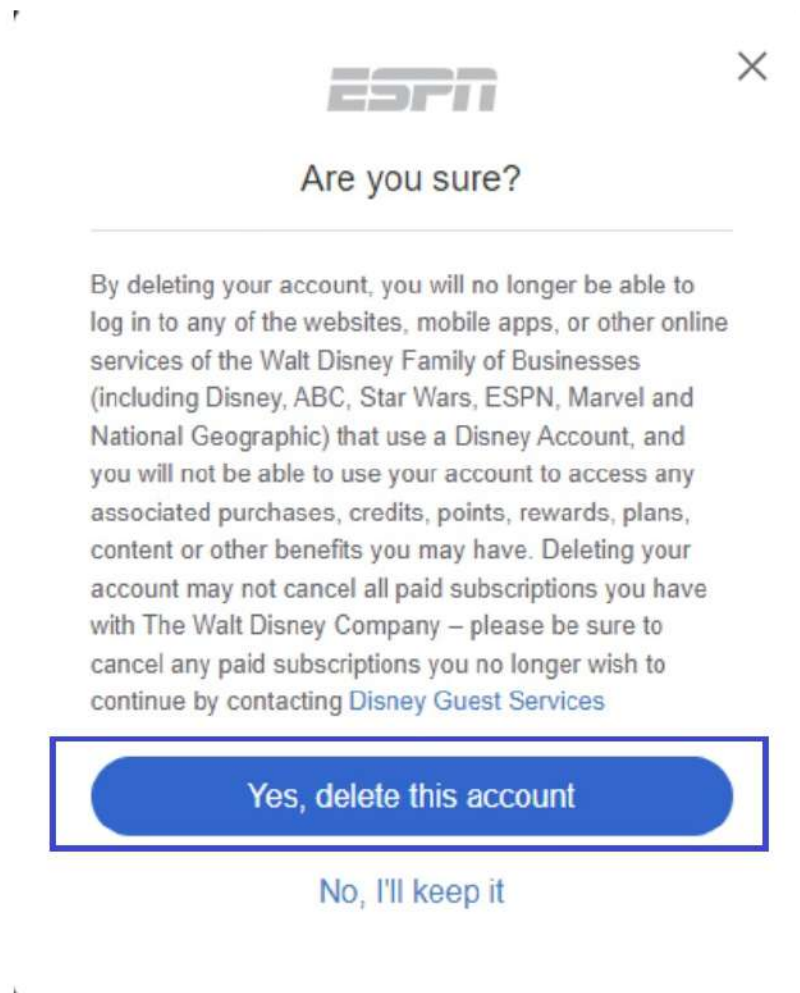 ESPN
Are you sure?
By deleting your account, you will no longer be able to
log in to any of the websites, mobile apps, or other online
services of the Walt Disney Family of Businesses
(including Disney, ABC, Star Wars, ESPN, Marvel and
National Geographic) that use a Disney Account, and
you will not be able to use your account to access any
associated purchases, credits, points, rewards, plans,
content or other benefits you may have. Deleting your
account may not cancel all paid subscriptions you have
with The Walt Disney Company – please be sure to
cancel any paid subscriptions you no longer wish to
continue by contacting Disney Guest Services
Yes, delete this account
No, I'll keep it